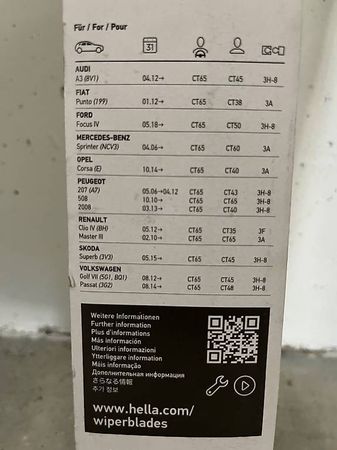 Für / For / Pour
31
AUDI
A3 (8V1) 04.12→ CT65 CT45 3H-8
FIAT
Punto (199) 01.12→ CT65 CT38 3A
FORD
Focus IV 05.18→ CT65 CT50 3H-8
MERCEDES-BENZ
Sprinter (NCV3) 04.06→ CT65 CT60 3A
OPEL
Corsa (E) 10.14→ CT65 CT40 3A
PEUGEOT
207 (A7) 05.06→04.12 CT65 CT43 3H-8
508 10.10→ CT65 CT65 3H-8
2008 03.13→ CT65 CT40 3H-8
RENAULT
Clio IV (BH) 05.12→ CT65 CT35 3F
Master III 02.10→ CT65 CT65 3A
SKODA
Superb (3V3) 05.15→ CT65 CT45 3H-8
VOLKSWAGEN
Golf VII (5G1, BQ1) 08.12→ CT65 CT45 3H-8
Passat (3G2) 08.14→ CT65 CT48 3H-8
Weitere Informationen
Further information
Plus d'informations
Más información
Ulteriori informazioni
Ytterliggare information
Máis informação
Дополнительная информация
さらなる情報
추가 정보
www.hella.com/
wiperblades